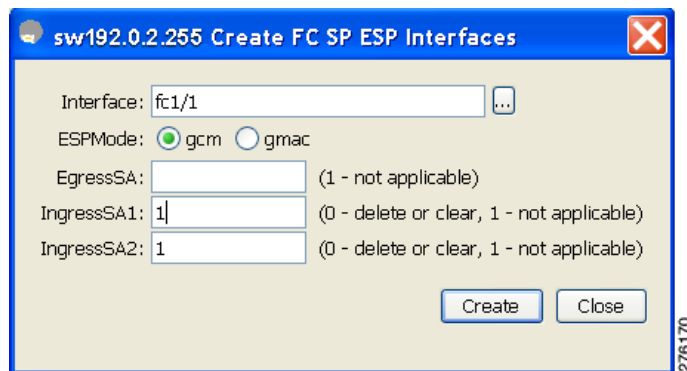 sw192.0.2.255 Create FC SP ESP Interfaces
Interface: fc1/1 ...
ESPMode: gcm gmac
EgressSA: (1 - not applicable)
IngressSA1: 1 (0 - delete or clear, 1 - not applicable)
IngressSA2: 1 (0 - delete or clear, 1 - not applicable)
Create Close
276170